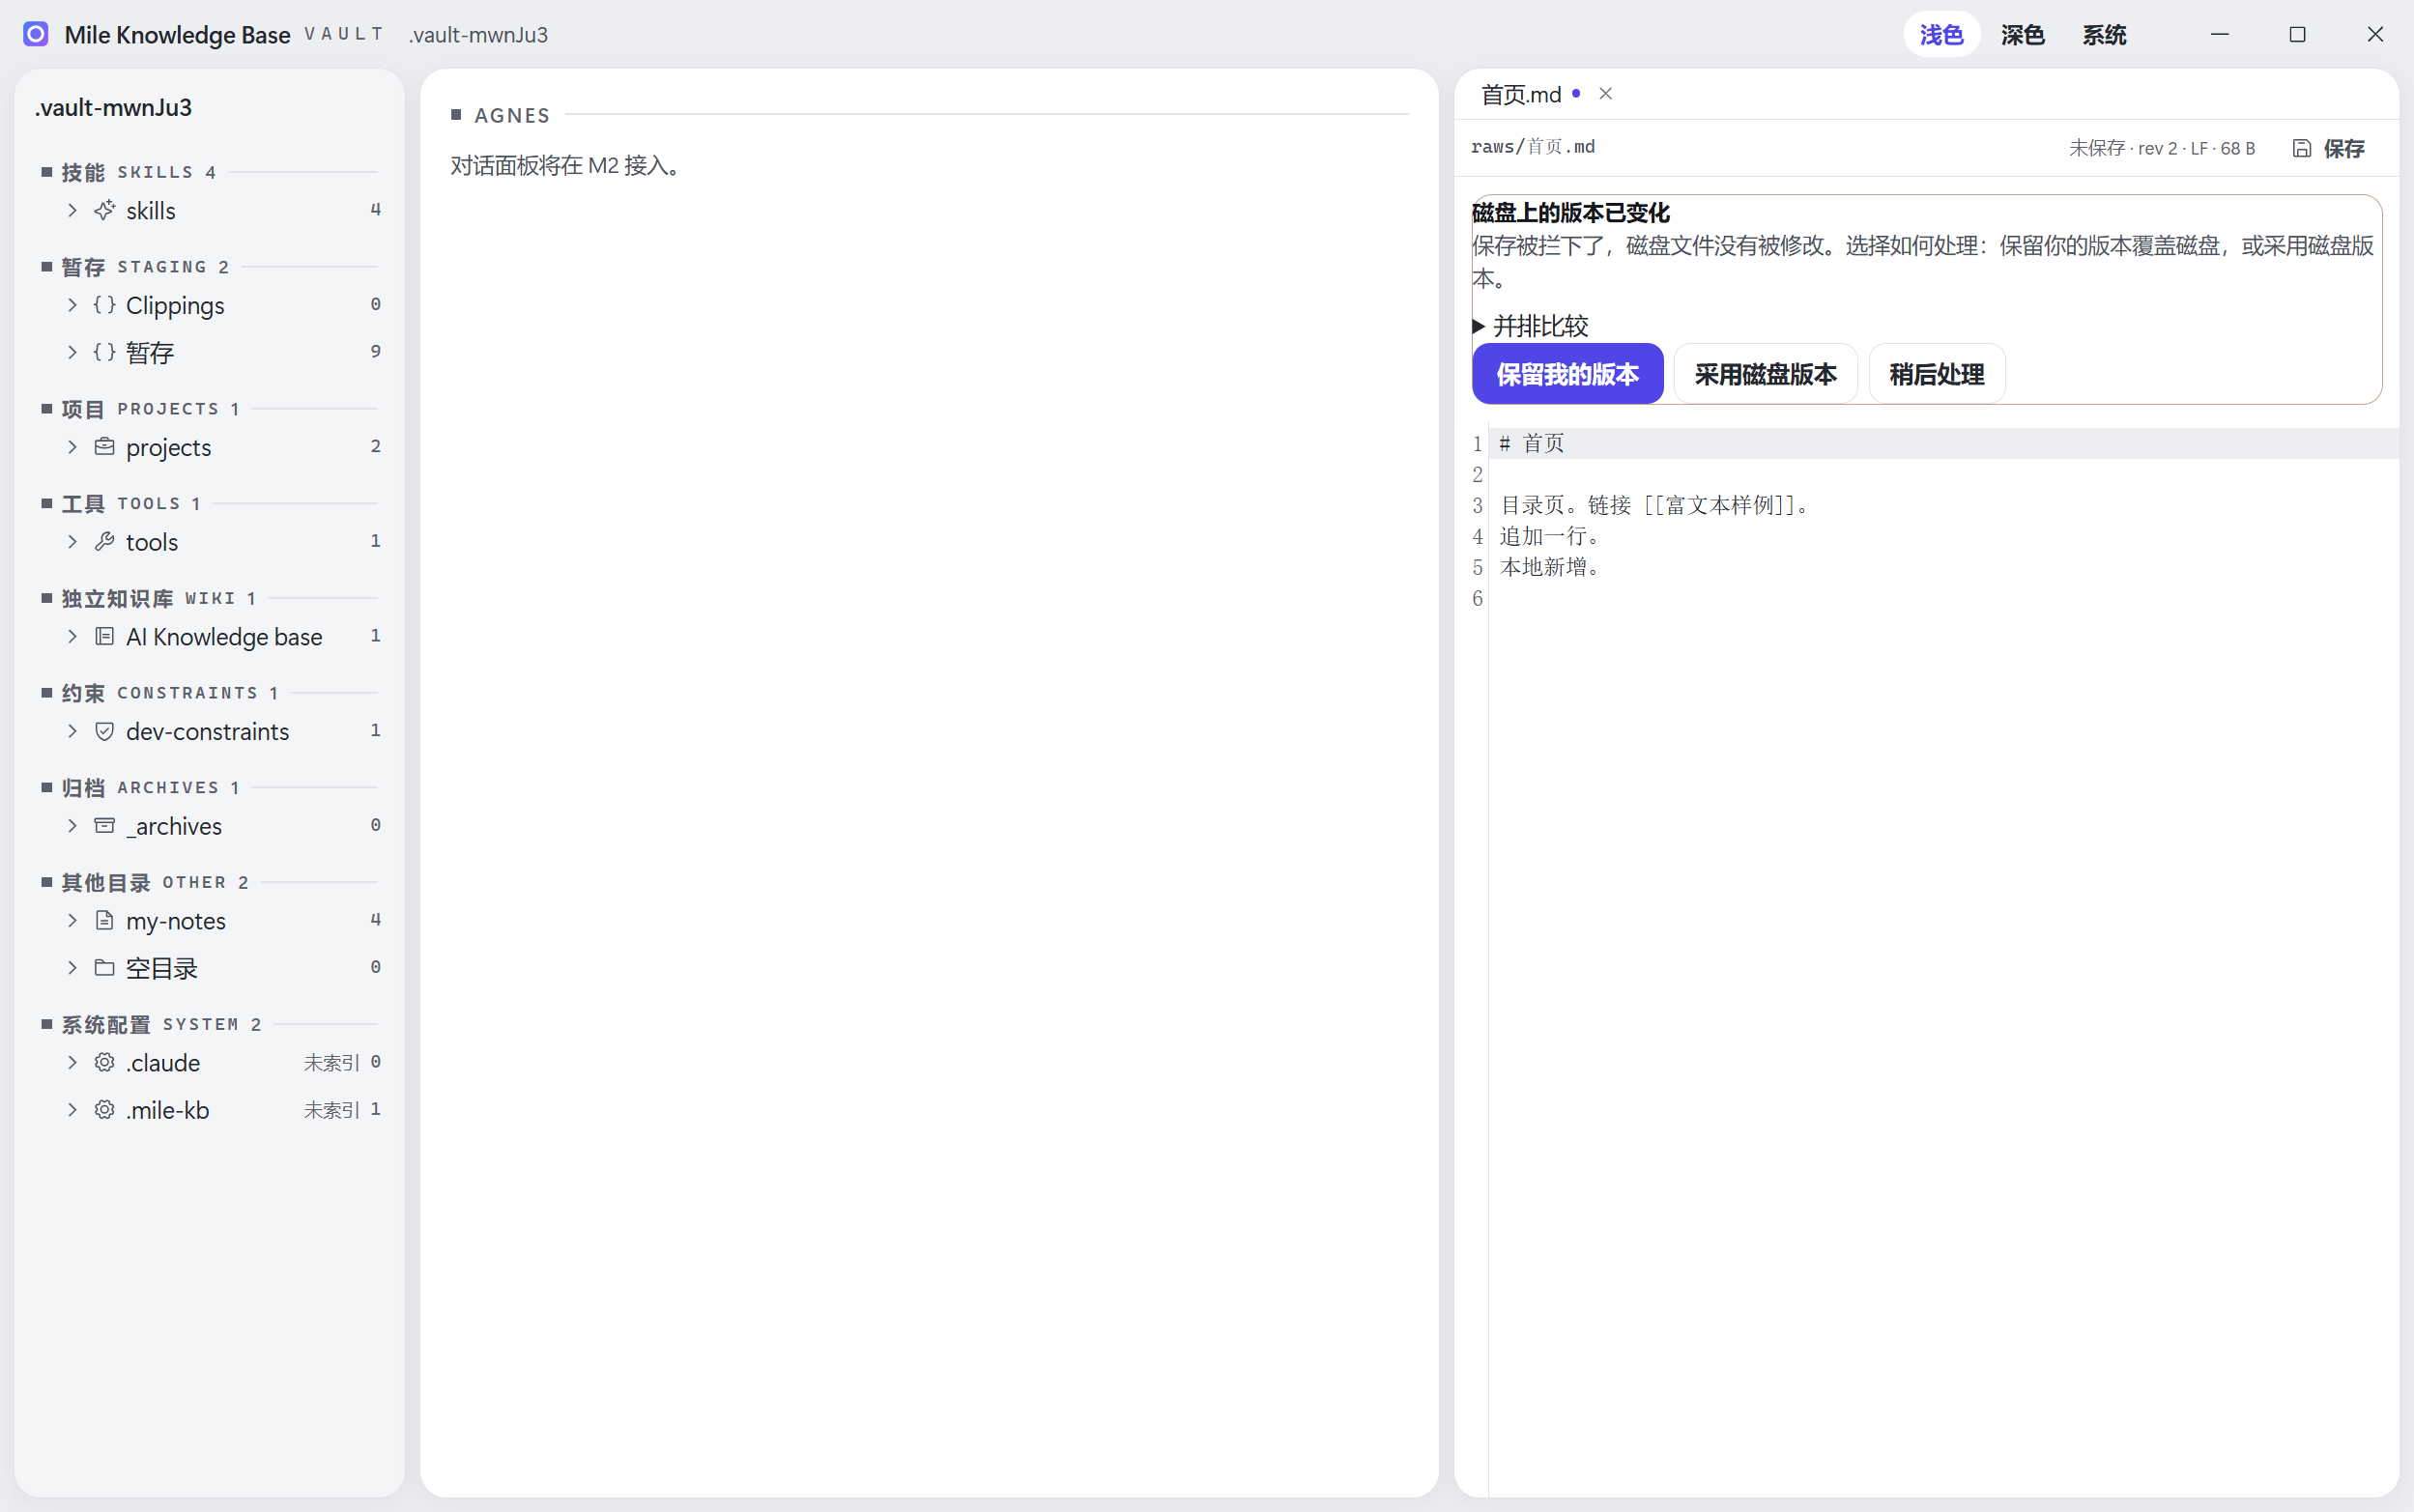 Mile Knowledge Base VAULT .vault-mwnJu3
浅色 深色 系统
.vault-mwnJu3
技能 SKILLS 4
skills 4
暂存 STAGING 2
Clippings 0
暂存 9
项目 PROJECTS 1
projects 2
工具 TOOLS 1
tools 1
独立知识库 WIKI 1
AI Knowledge base 1
约束 CONSTRAINTS 1
dev-constraints 1
归档 ARCHIVES 1
_archives 0
其他目录 OTHER 2
my-notes 4
空目录 0
系统配置 SYSTEM 2
.claude 未索引 0
.mile-kb 未索引 1
AGNES
对话面板将在 M2 接入。
首页.md
raws/首页.md
未保存 · rev 2 · LF · 68 B
保存
磁盘上的版本已变化
保存被拦下了，磁盘文件没有被修改。选择如何处理：保留你的版本覆盖磁盘，或采用磁盘版
本。
并排比较
保留我的版本 采用磁盘版本 稍后处理
1 # 首页
2
3 目录页。链接 [[富文本样例]]。
4 追加一行。
5 本地新增。
6